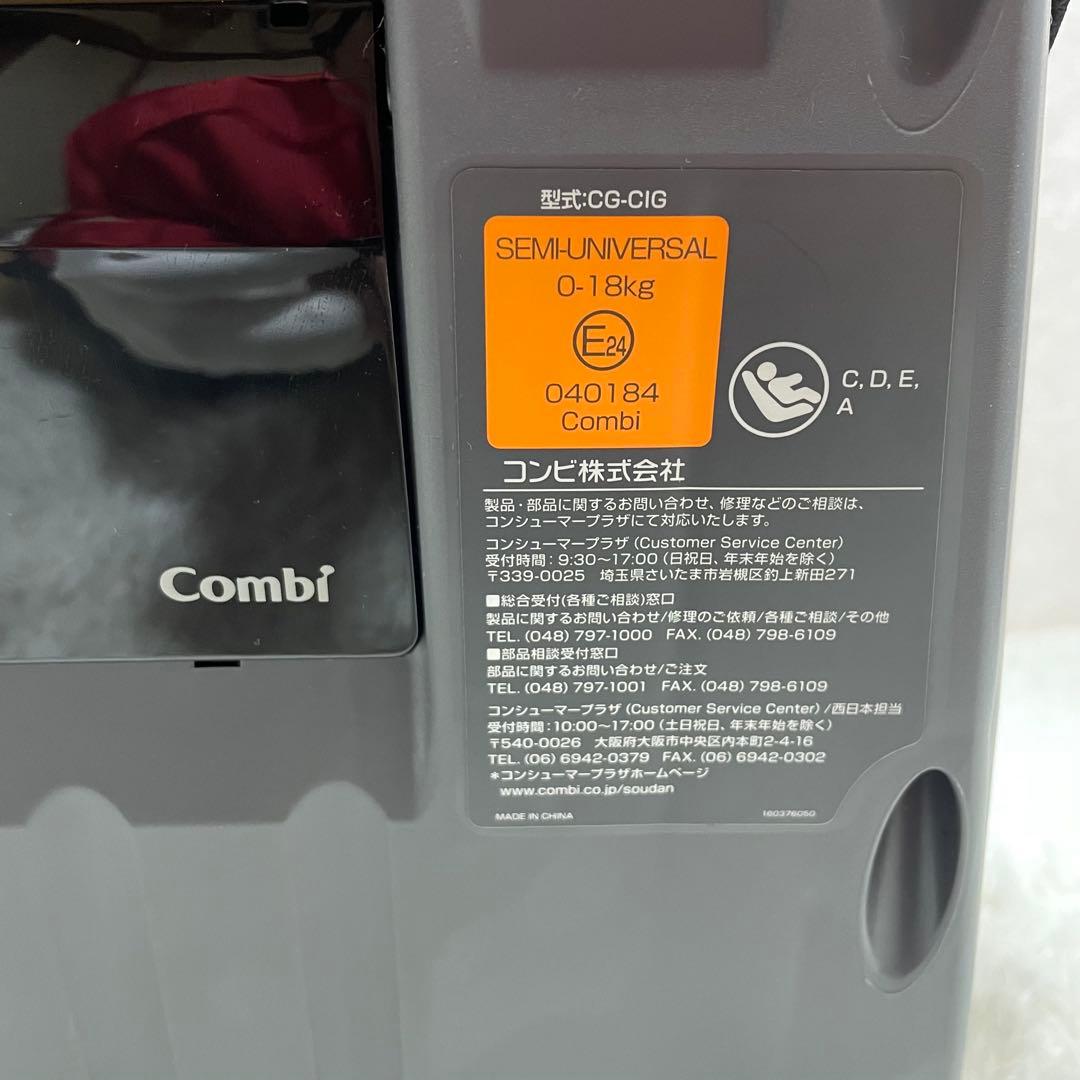 Combi
型式:CG-CIG
SEMI-UNIVERSAL
0-18kg
E24
040184
Combi
C, D, E,
A
コンビ株式会社
製品・部品に関するお問い合わせ、修理などのご相談は、
コンシューマープラザにて対応いたします。
コンシューマープラザ (Customer Service Center)
受付時間：9:30〜17:00 (日祝日、年末年始を除く)
〒339-0025 埼玉県さいたま市岩槻区釣上新田271
■総合受付(各種ご相談)窓口
製品に関するお問い合わせ/修理のご依頼/各種ご相談/その他
TEL. (048) 797-1000 FAX. (048) 798-6109
■部品相談受付窓口
部品に関するお問い合わせ/ご注文
TEL. (048) 797-1001 FAX. (048) 798-6109
コンシューマープラザ (Customer Service Center) /西日本担当
受付時間：10:00〜17:00 (土日祝日、年末年始を除く)
〒540-0026 大阪府大阪市中央区内本町2-4-16
TEL. (06) 6942-0379 FAX. (06) 6942-0302
*コンシューマープラザホームページ
www.combi.co.jp/soudan
MADE IN CHINA 160376050